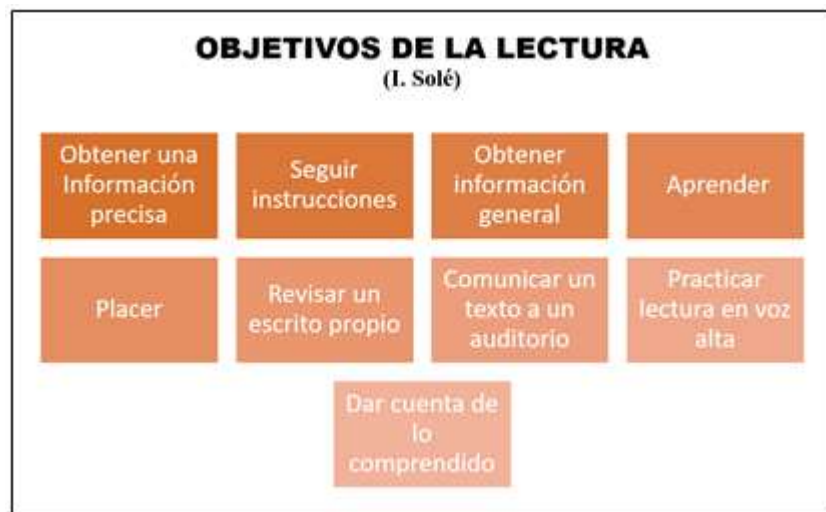 OBJETIVOS DE LA LECTURA
(I. Solé)
Obtener una
Información
precisa
Seguir
instrucciones
Obtener
información
general
Aprender
Placer
Revisar un
escrito propio
Comunicar un
texto a un
auditorio
Practicar
lectura en voz
alta
Dar cuenta de
lo
comprendido